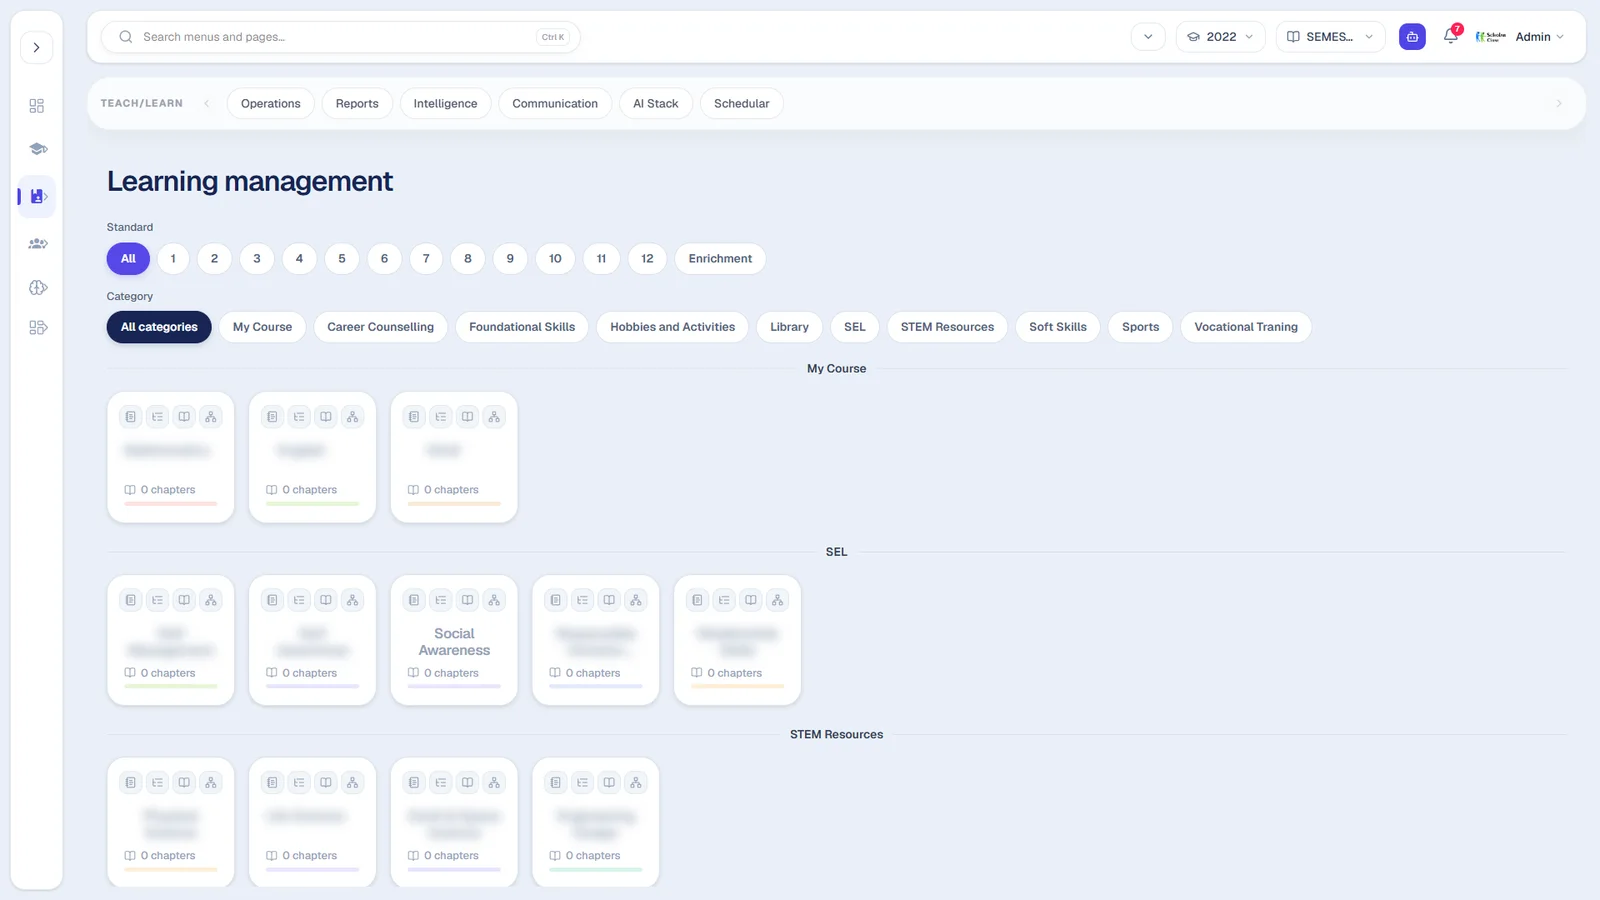 Search menus and pages...
Ctrl K
2022
SEMES...
7
Scholar Clone
Admin
TEACH/LEARN
Operations
Reports
Intelligence
Communication
AI Stack
Schedular
Learning management
Standard
All 1 2 3 4 5 6 7 8 9 10 11 12 Enrichment
Category
All categories My Course Career Counselling Foundational Skills Hobbies and Activities Library SEL STEM Resources Soft Skills Sports Vocational Traning
My Course
0 chapters
0 chapters
0 chapters
SEL
Social
Awareness
0 chapters
0 chapters
0 chapters
0 chapters
0 chapters
STEM Resources
0 chapters
0 chapters
0 chapters
0 chapters